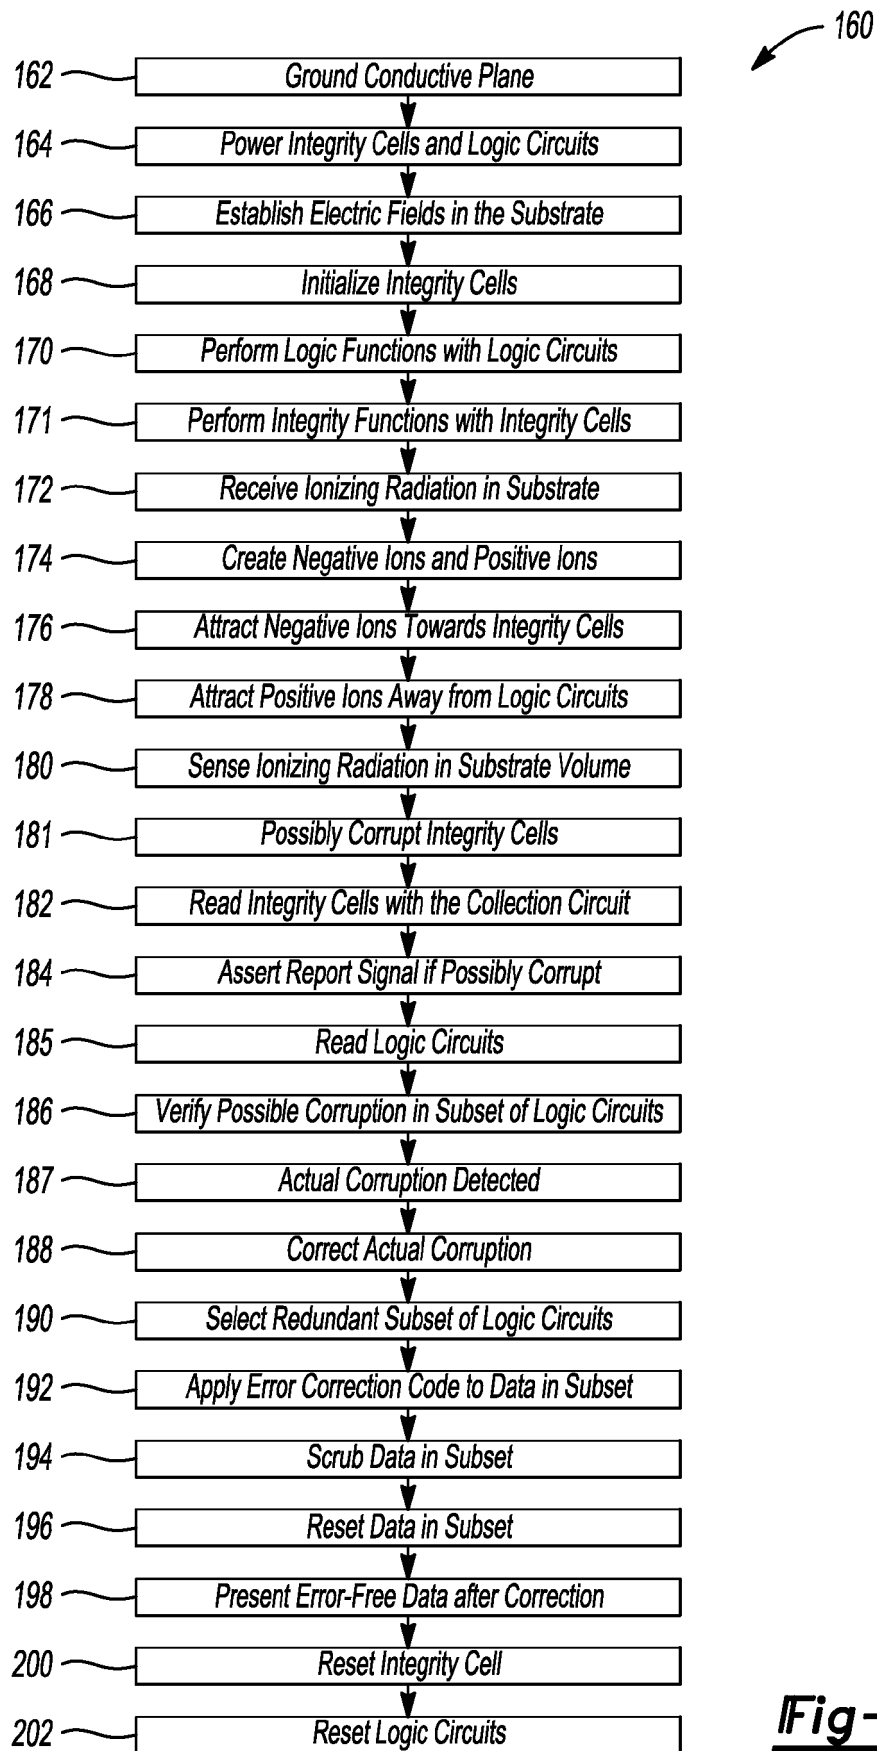 160
162 Ground Conductive Plane
164 Power Integrity Cells and Logic Circuits
166 Establish Electric Fields in the Substrate
168 Initialize Integrity Cells
170 Perform Logic Functions with Logic Circuits
171 Perform Integrity Functions with Integrity Cells
172 Receive Ionizing Radiation in Substrate
174 Create Negative Ions and Positive Ions
176 Attract Negative Ions Towards Integrity Cells
178 Attract Positive Ions Away from Logic Circuits
180 Sense Ionizing Radiation in Substrate Volume
181 Possibly Corrupt Integrity Cells
182 Read Integrity Cells with the Collection Circuit
184 Assert Report Signal if Possibly Corrupt
185 Read Logic Circuits
186 Verify Possible Corruption in Subset of Logic Circuits
187 Actual Corruption Detected
188 Correct Actual Corruption
190 Select Redundant Subset of Logic Circuits
192 Apply Error Correction Code to Data in Subset
194 Scrub Data in Subset
196 Reset Data in Subset
198 Present Error-Free Data after Correction
200 Reset Integrity Cell
202 Reset Logic Circuits
Fig-